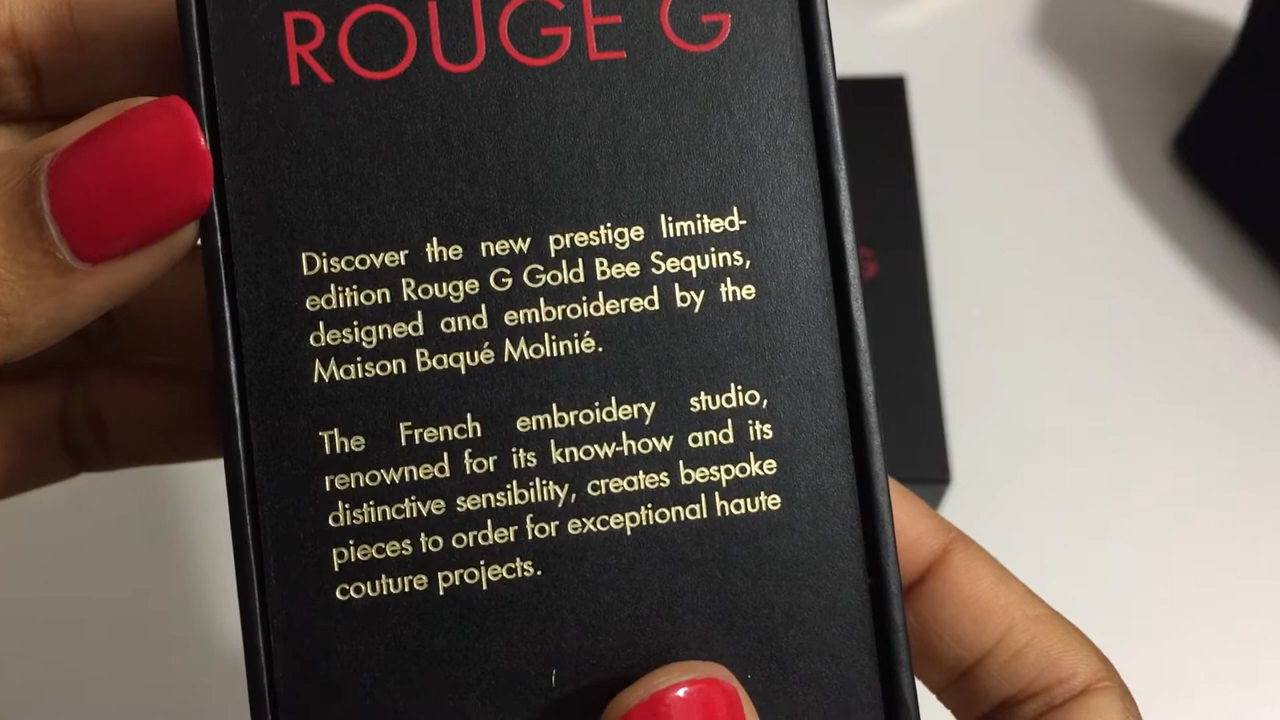 ROUGE G
Discover the new prestige limited-
edition Rouge G Gold Bee Sequins,
designed and embroidered by the
Maison Baqué Molinié.
The French embroidery studio,
renowned for its know-how and its
distinctive sensibility, creates bespoke
pieces to order for exceptional haute
couture projects.
G